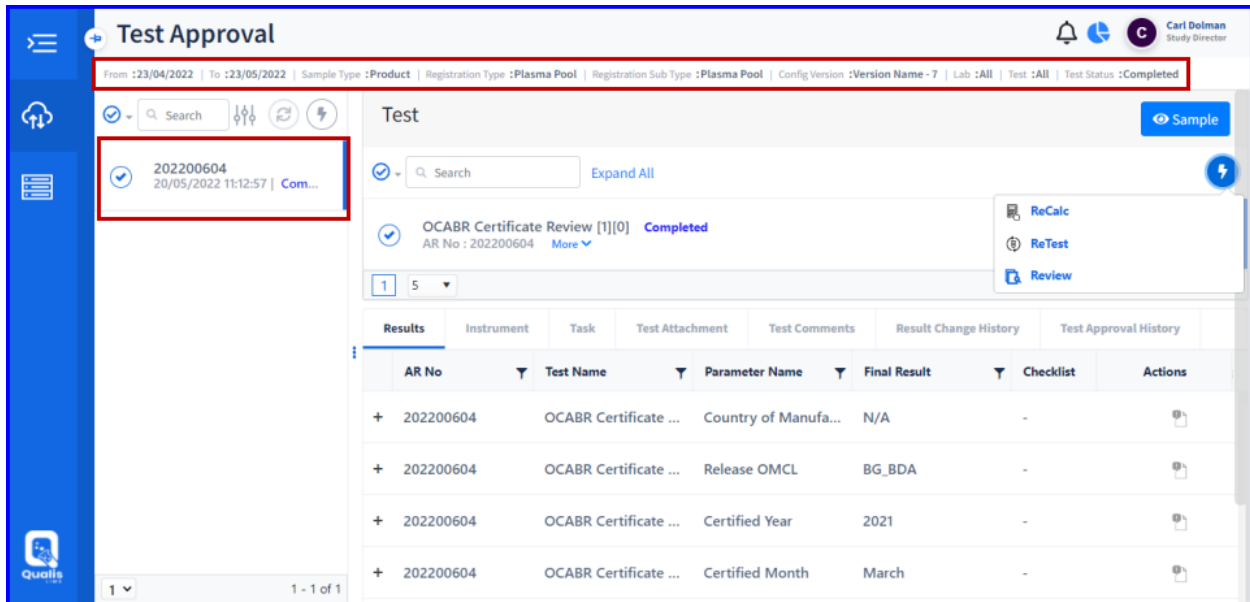 Test Approval
C
Carl Dolman
Study Director
From :23/04/2022 | To :23/05/2022 | Sample Type :Product | Registration Type :Plasma Pool | Registration Sub Type :Plasma Pool | Config Version :Version Name - 7 | Lab :All | Test :All | Test Status :Completed
Search
202200604
20/05/2022 11:12:57 | Com...
1
1 - 1 of 1
Test
Sample
Search
Expand All
ReCalc
ReTest
Review
OCABR Certificate Review [1][0] Completed
AR No : 202200604 More
1 5
Results Instrument Task Test Attachment Test Comments Result Change History Test Approval History
AR No Test Name Parameter Name Final Result Checklist Actions
+ 202200604 OCABR Certificate ... Country of Manufa... N/A -
+ 202200604 OCABR Certificate ... Release OMCL BG_BDA -
+ 202200604 OCABR Certificate ... Certified Year 2021 -
+ 202200604 OCABR Certificate ... Certified Month March -
Qualis
LIMS